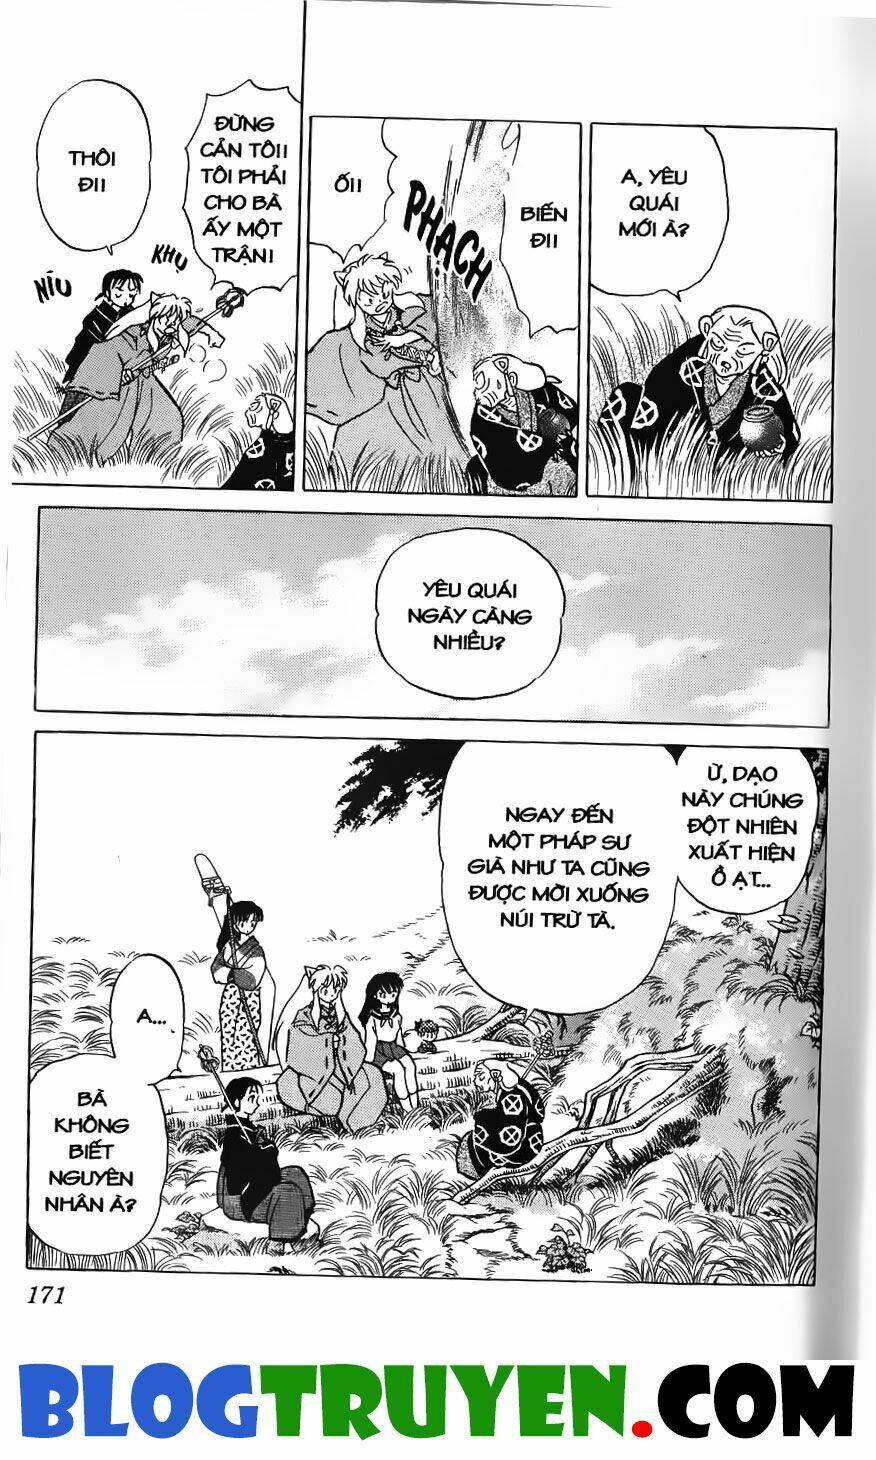 A, YÊU
QUÁI
MỚI À?
BIẾN
ĐI!
ỐI!
PHẠCH
ĐỪNG
CẢN TÔI!
TÔI PHẢI
CHO BÀ
ẤY MỘT
TRẬN!
THÔI
ĐI!
KHỤ
NÍU
YÊU QUÁI
NGÀY CÀNG
NHIỀU?
Ừ, DẠO
NÀY CHÚNG
ĐỘT NHIÊN
XUẤT HIỆN
Ồ ẠT...
NGAY ĐẾN
MỘT PHÁP SƯ
GIÀ NHƯ TA CŨNG
ĐƯỢC MỜI XUỐNG
NÚI TRỪ TÀ.
A...
BÀ
KHÔNG
BIẾT
NGUYÊN
NHÂN À?
171
BLOGTRUYEN.COM